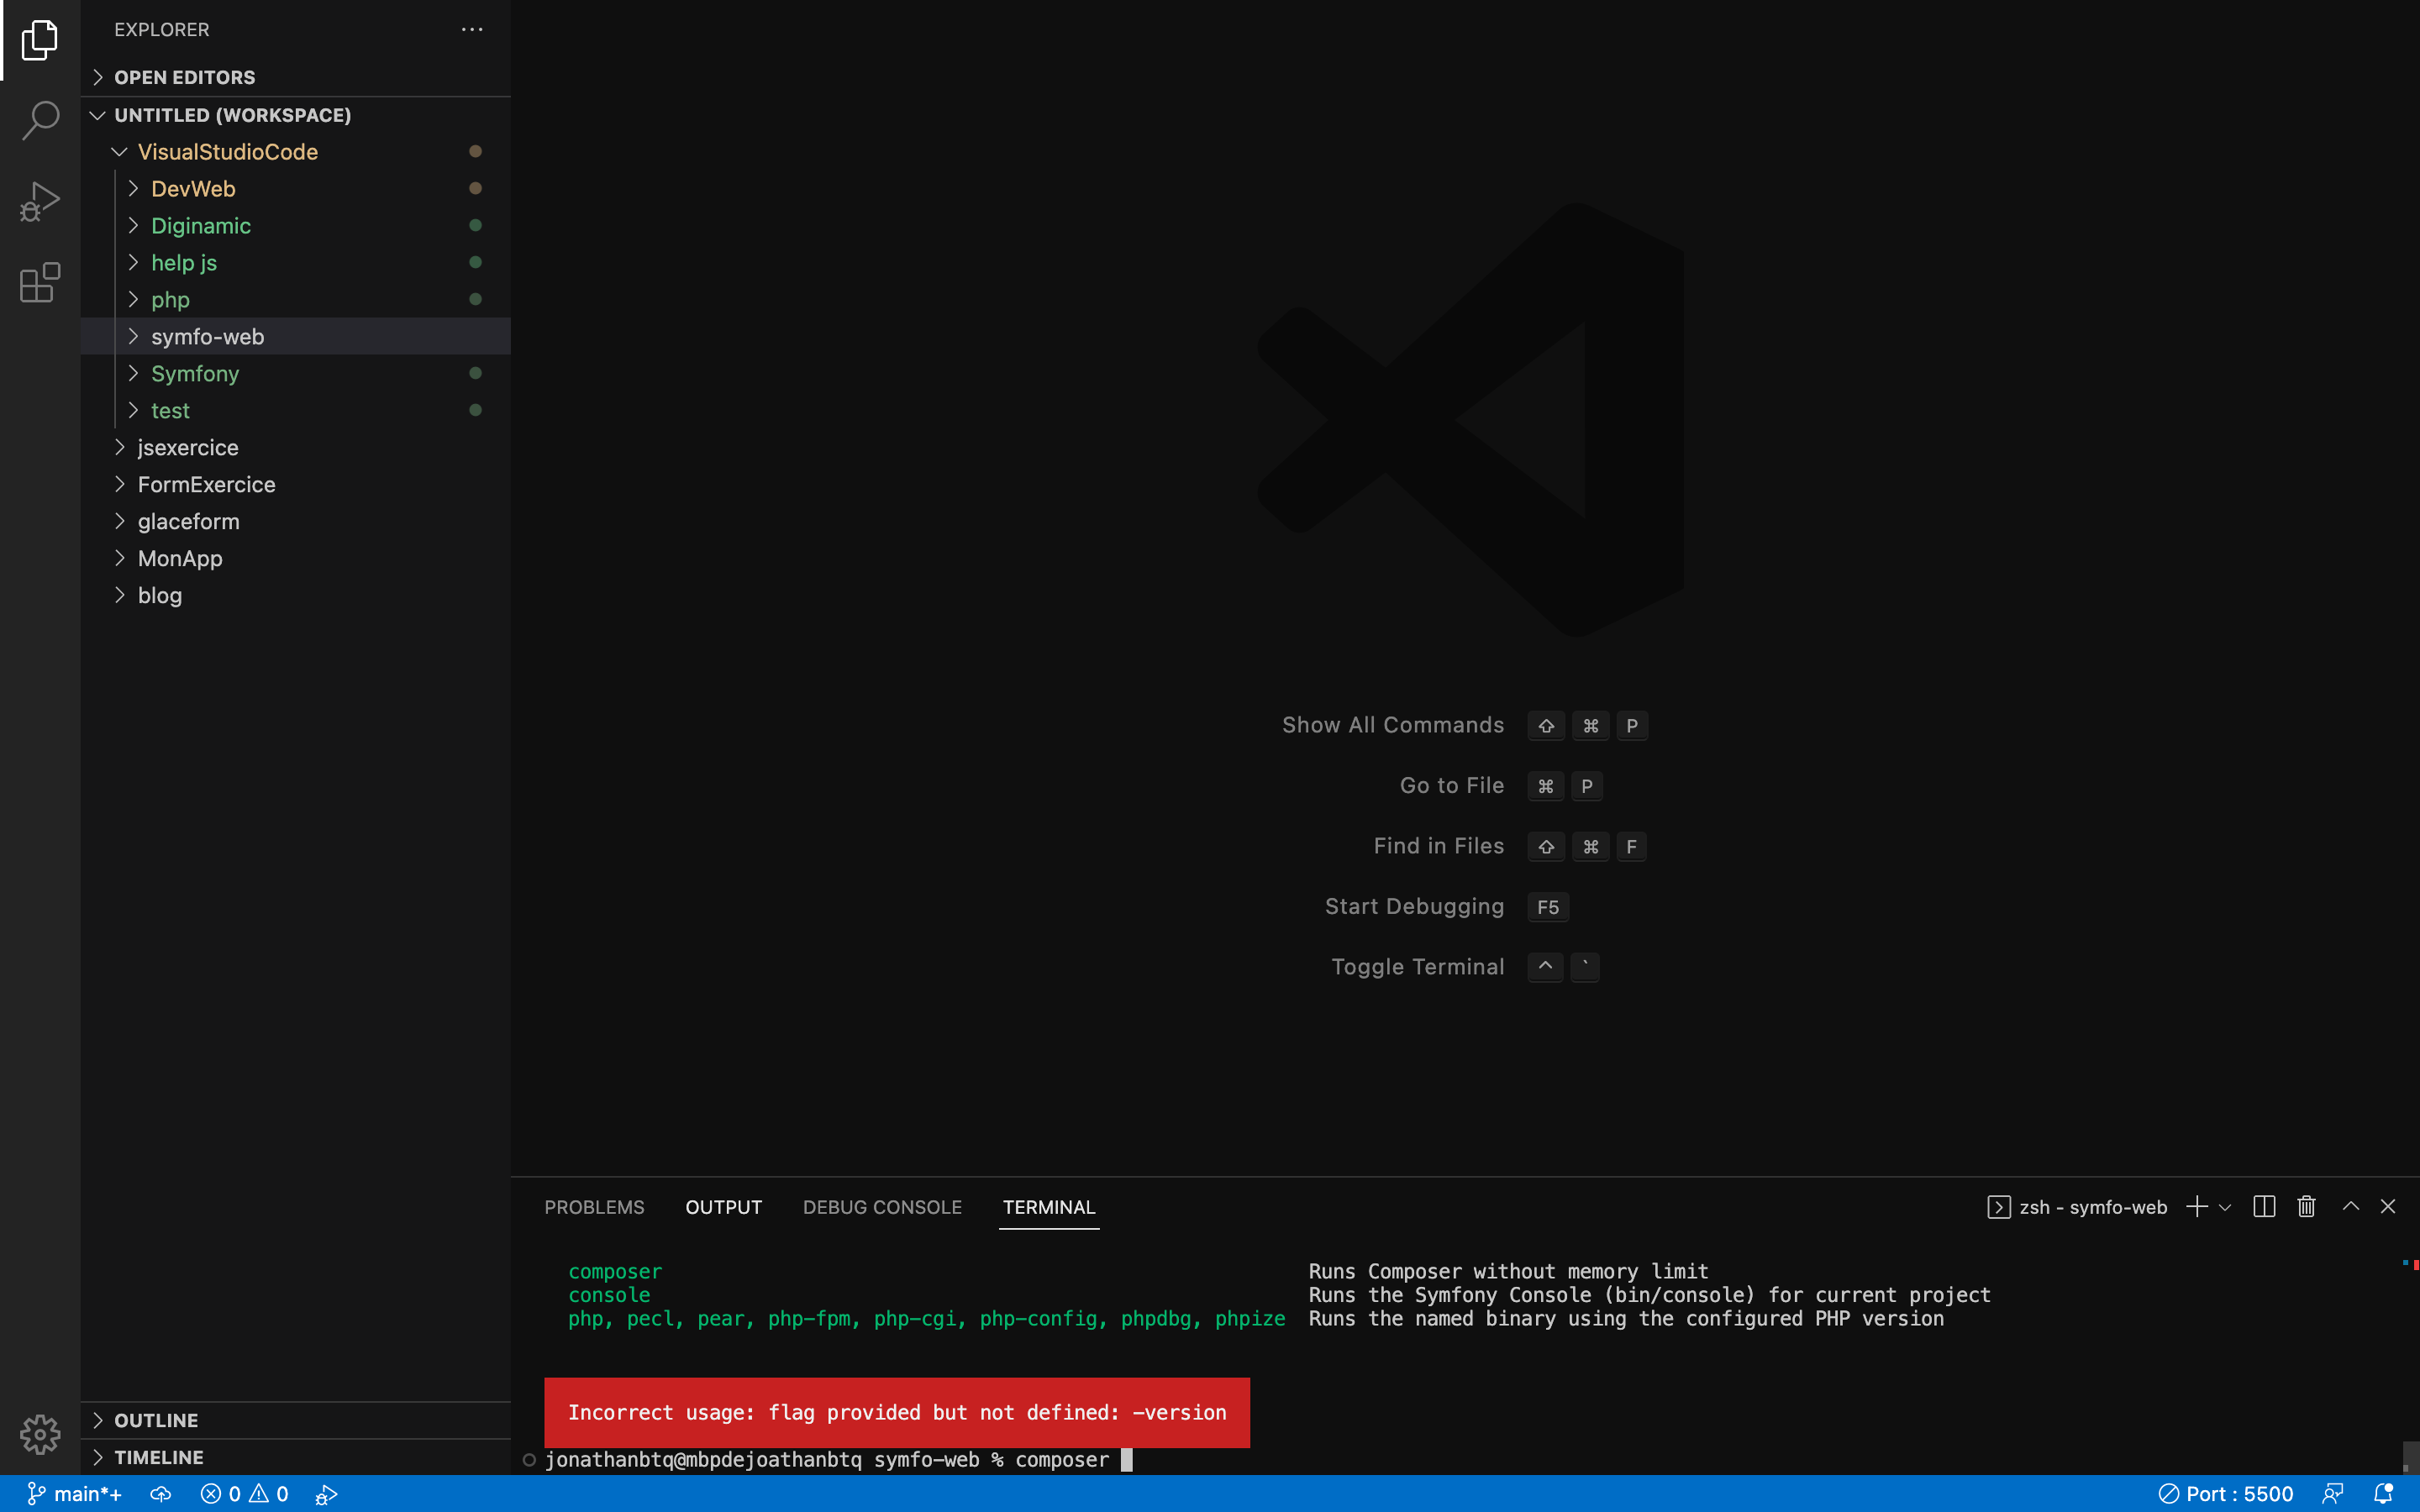 EXPLORER
OPEN EDITORS
UNTITLED (WORKSPACE)
VisualStudioCode
DevWeb
Diginamic
help js
php
symfo-web
Symfony
test
jsexercice
FormExercice
glaceform
MonApp
blog
OUTLINE
TIMELINE
Show All Commands ⇧ ⌘ P
Go to File ⌘ P
Find in Files ⇧ ⌘ F
Start Debugging F5
Toggle Terminal ^ `
PROBLEMS OUTPUT DEBUG CONSOLE TERMINAL zsh - symfo-web
composer Runs Composer without memory limit
console Runs the Symfony Console (bin/console) for current project
php, pecl, pear, php-fpm, php-cgi, php-config, phpdbg, phpize Runs the named binary using the configured PHP version
Incorrect usage: flag provided but not defined: -version
jonathanbtq@mbpdejoathanbtq symfo-web % composer
main*+ 0 0 Port : 5500